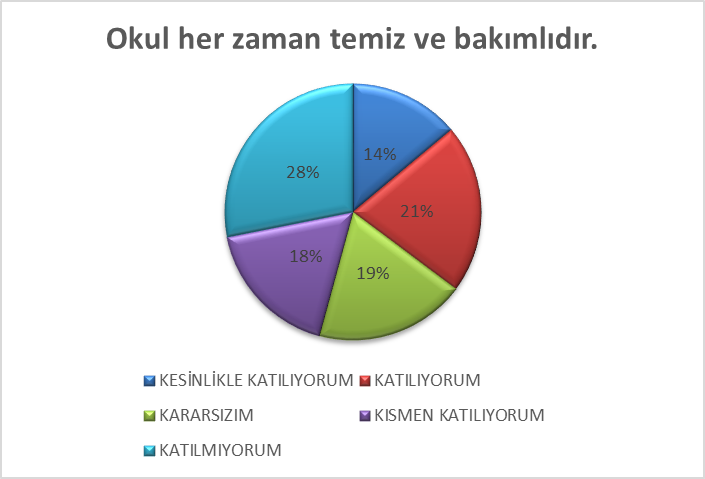 Okul her zaman temiz ve bakımlıdır.
14%
28%
21%
18%
19%
KESİNLİKLE KATILIYORUM KATILIYORUM
KARARSIZIM KISMEN KATILIYORUM
KATILMIYORUM